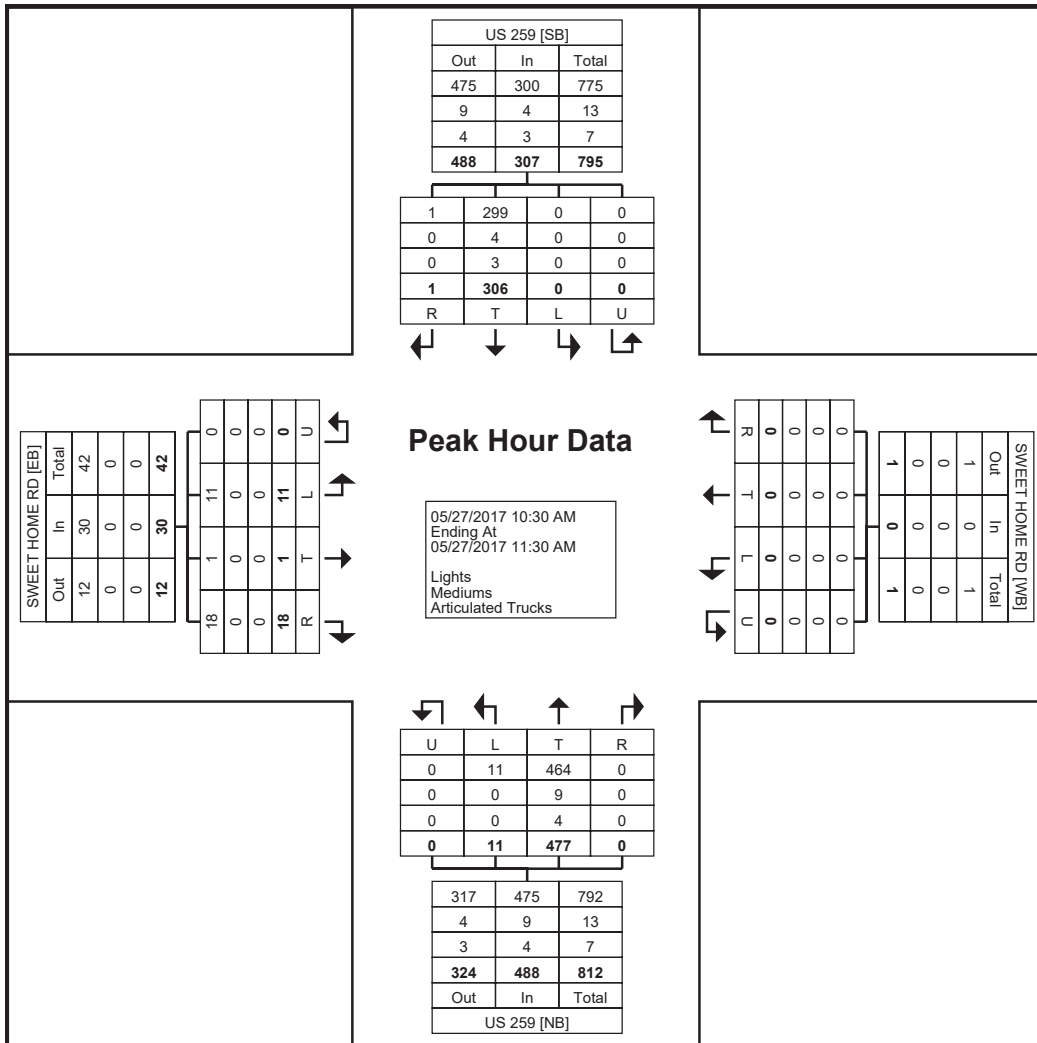 US 259 [SB]
Out In Total
475 300 775
9 4 13
4 3 7
488 307 795
1 299 0 0
0 4 0 0
0 3 0 0
1 306 0 0
R T L U
SWEET HOME RD [EB]
Total In Out
42 30 12
0 0 0
0 0 0
42 30 12
0 11 1 18
0 0 0 0
0 0 0 0
0 11 1 18
U L T R
Peak Hour Data
05/27/2017 10:30 AM
Ending At
05/27/2017 11:30 AM
Lights
Mediums
Articulated Trucks
R T L U
0 0 0 0
0 0 0 0
0 0 0 0
0 0 0 0
SWEET HOME RD [WB]
Out In Total
1 0 1
0 0 0
0 0 0
1 0 1
U L T R
0 11 464 0
0 0 9 0
0 0 4 0
0 11 477 0
317 475 792
4 9 13
3 4 7
324 488 812
Out In Total
US 259 [NB]